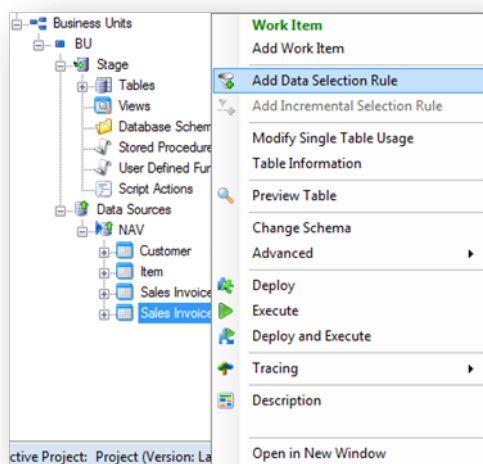 Business Units
BU
Stage
Tables
Views
Database Schem
Stored Procedure
User Defined Fur
Script Actions
Data Sources
NAV
Customer
Item
Sales Invoice
Sales Invoice
ctive Project: Project (Version: La
Work Item
Add Work Item
Add Data Selection Rule
Add Incremental Selection Rule
Modify Single Table Usage
Table Information
Preview Table
Change Schema
Advanced
Deploy
Execute
Deploy and Execute
Tracing
Description
Open in New Window